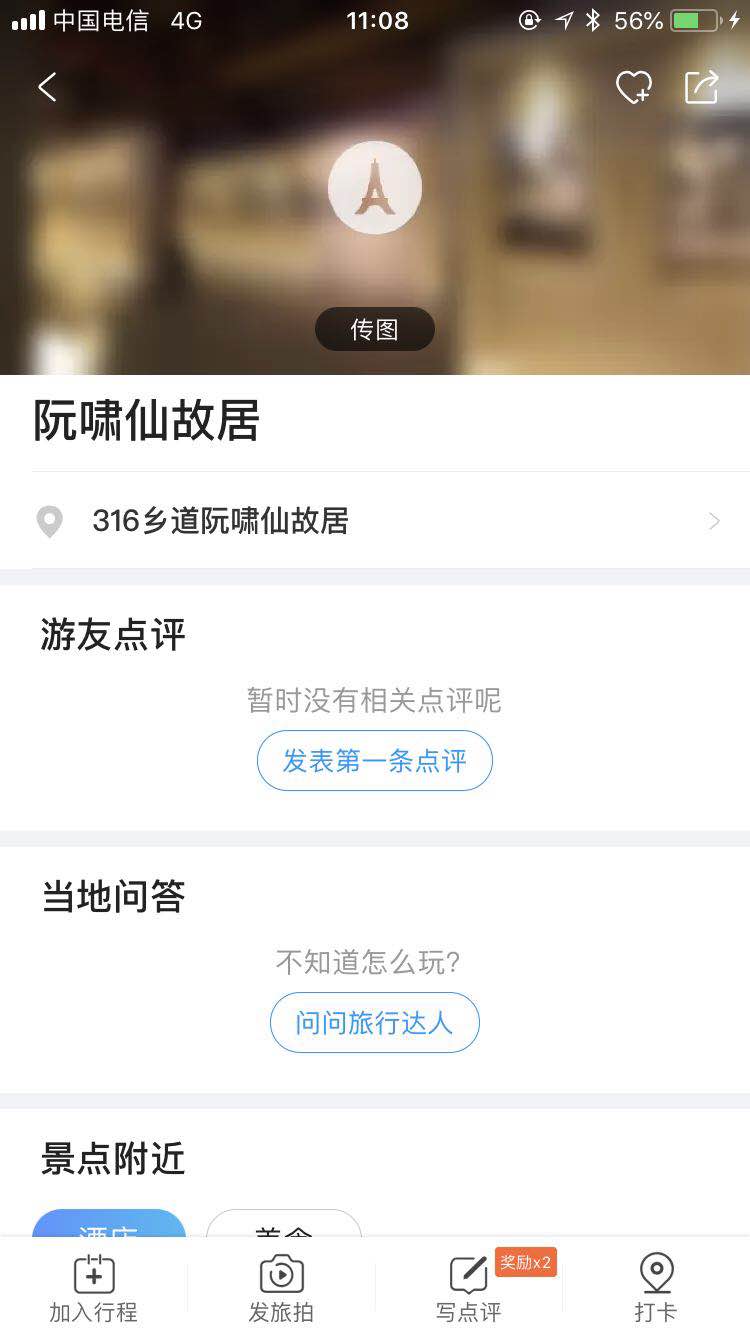 中国电信 4G 11:08 56%
传图
阮啸仙故居
316乡道阮啸仙故居
游友点评
暂时没有相关点评呢
发表第一条点评
当地问答
不知道怎么玩?
问问旅行达人
景点附近
酒店 美食
奖励x2
加入行程 发旅拍 写点评 打卡